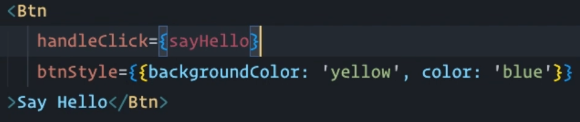 <Btn
handleClick={sayHello}
btnStyle={{backgroundColor: 'yellow', color: 'blue'}}
>Say Hello</Btn>